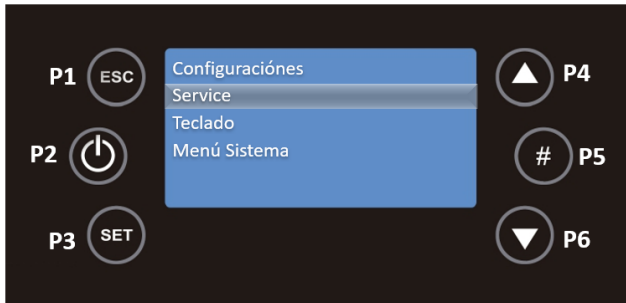 P1 ESC
P2
P3 SET
Configuraciónes
Service
Teclado
Menú Sistema
P4
# P5
P6